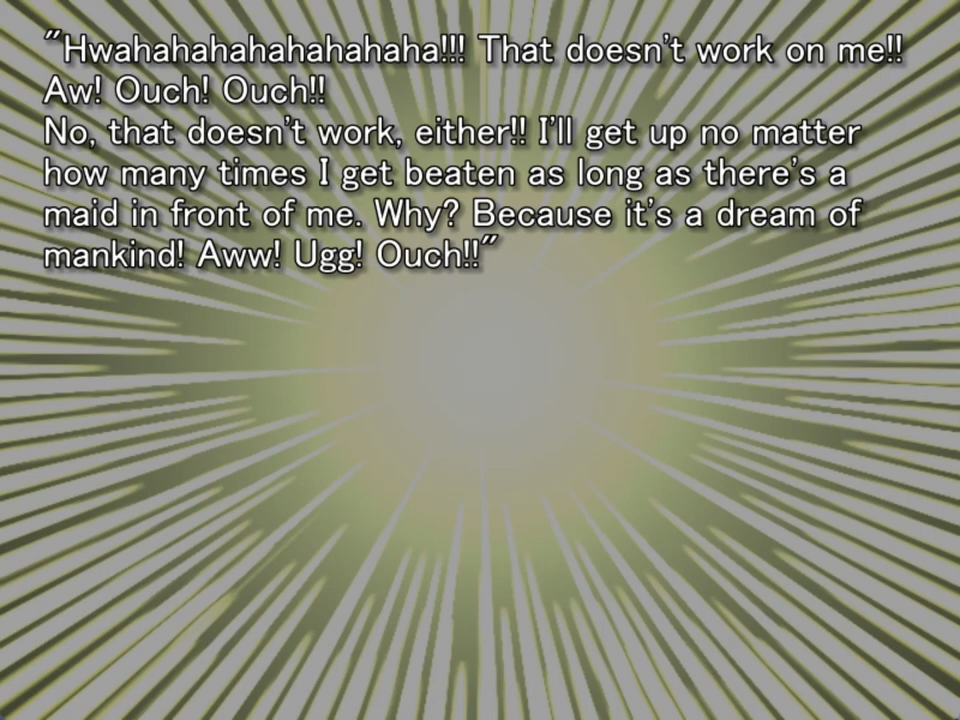 "Hwahahahahahahahaha!!! That doesn't work on me!!
Aw! Ouch! Ouch!!
No, that doesn't work, either!! I'll get up no matter
how many times I get beaten as long as there's a
maid in front of me. Why? Because it's a dream of
mankind! Aww! Ugg! Ouch!!"